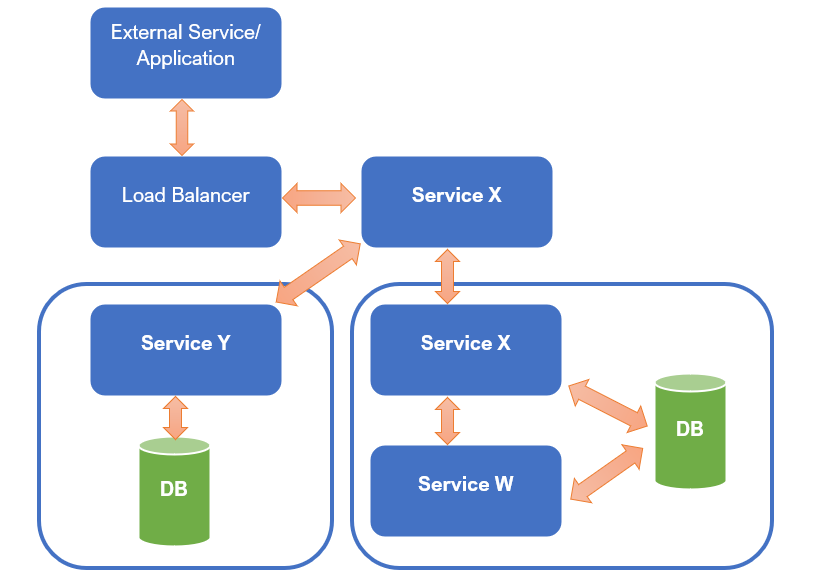 External Service/
Application
Load Balancer
Service X
Service Y
Service X
DB
DB
Service W